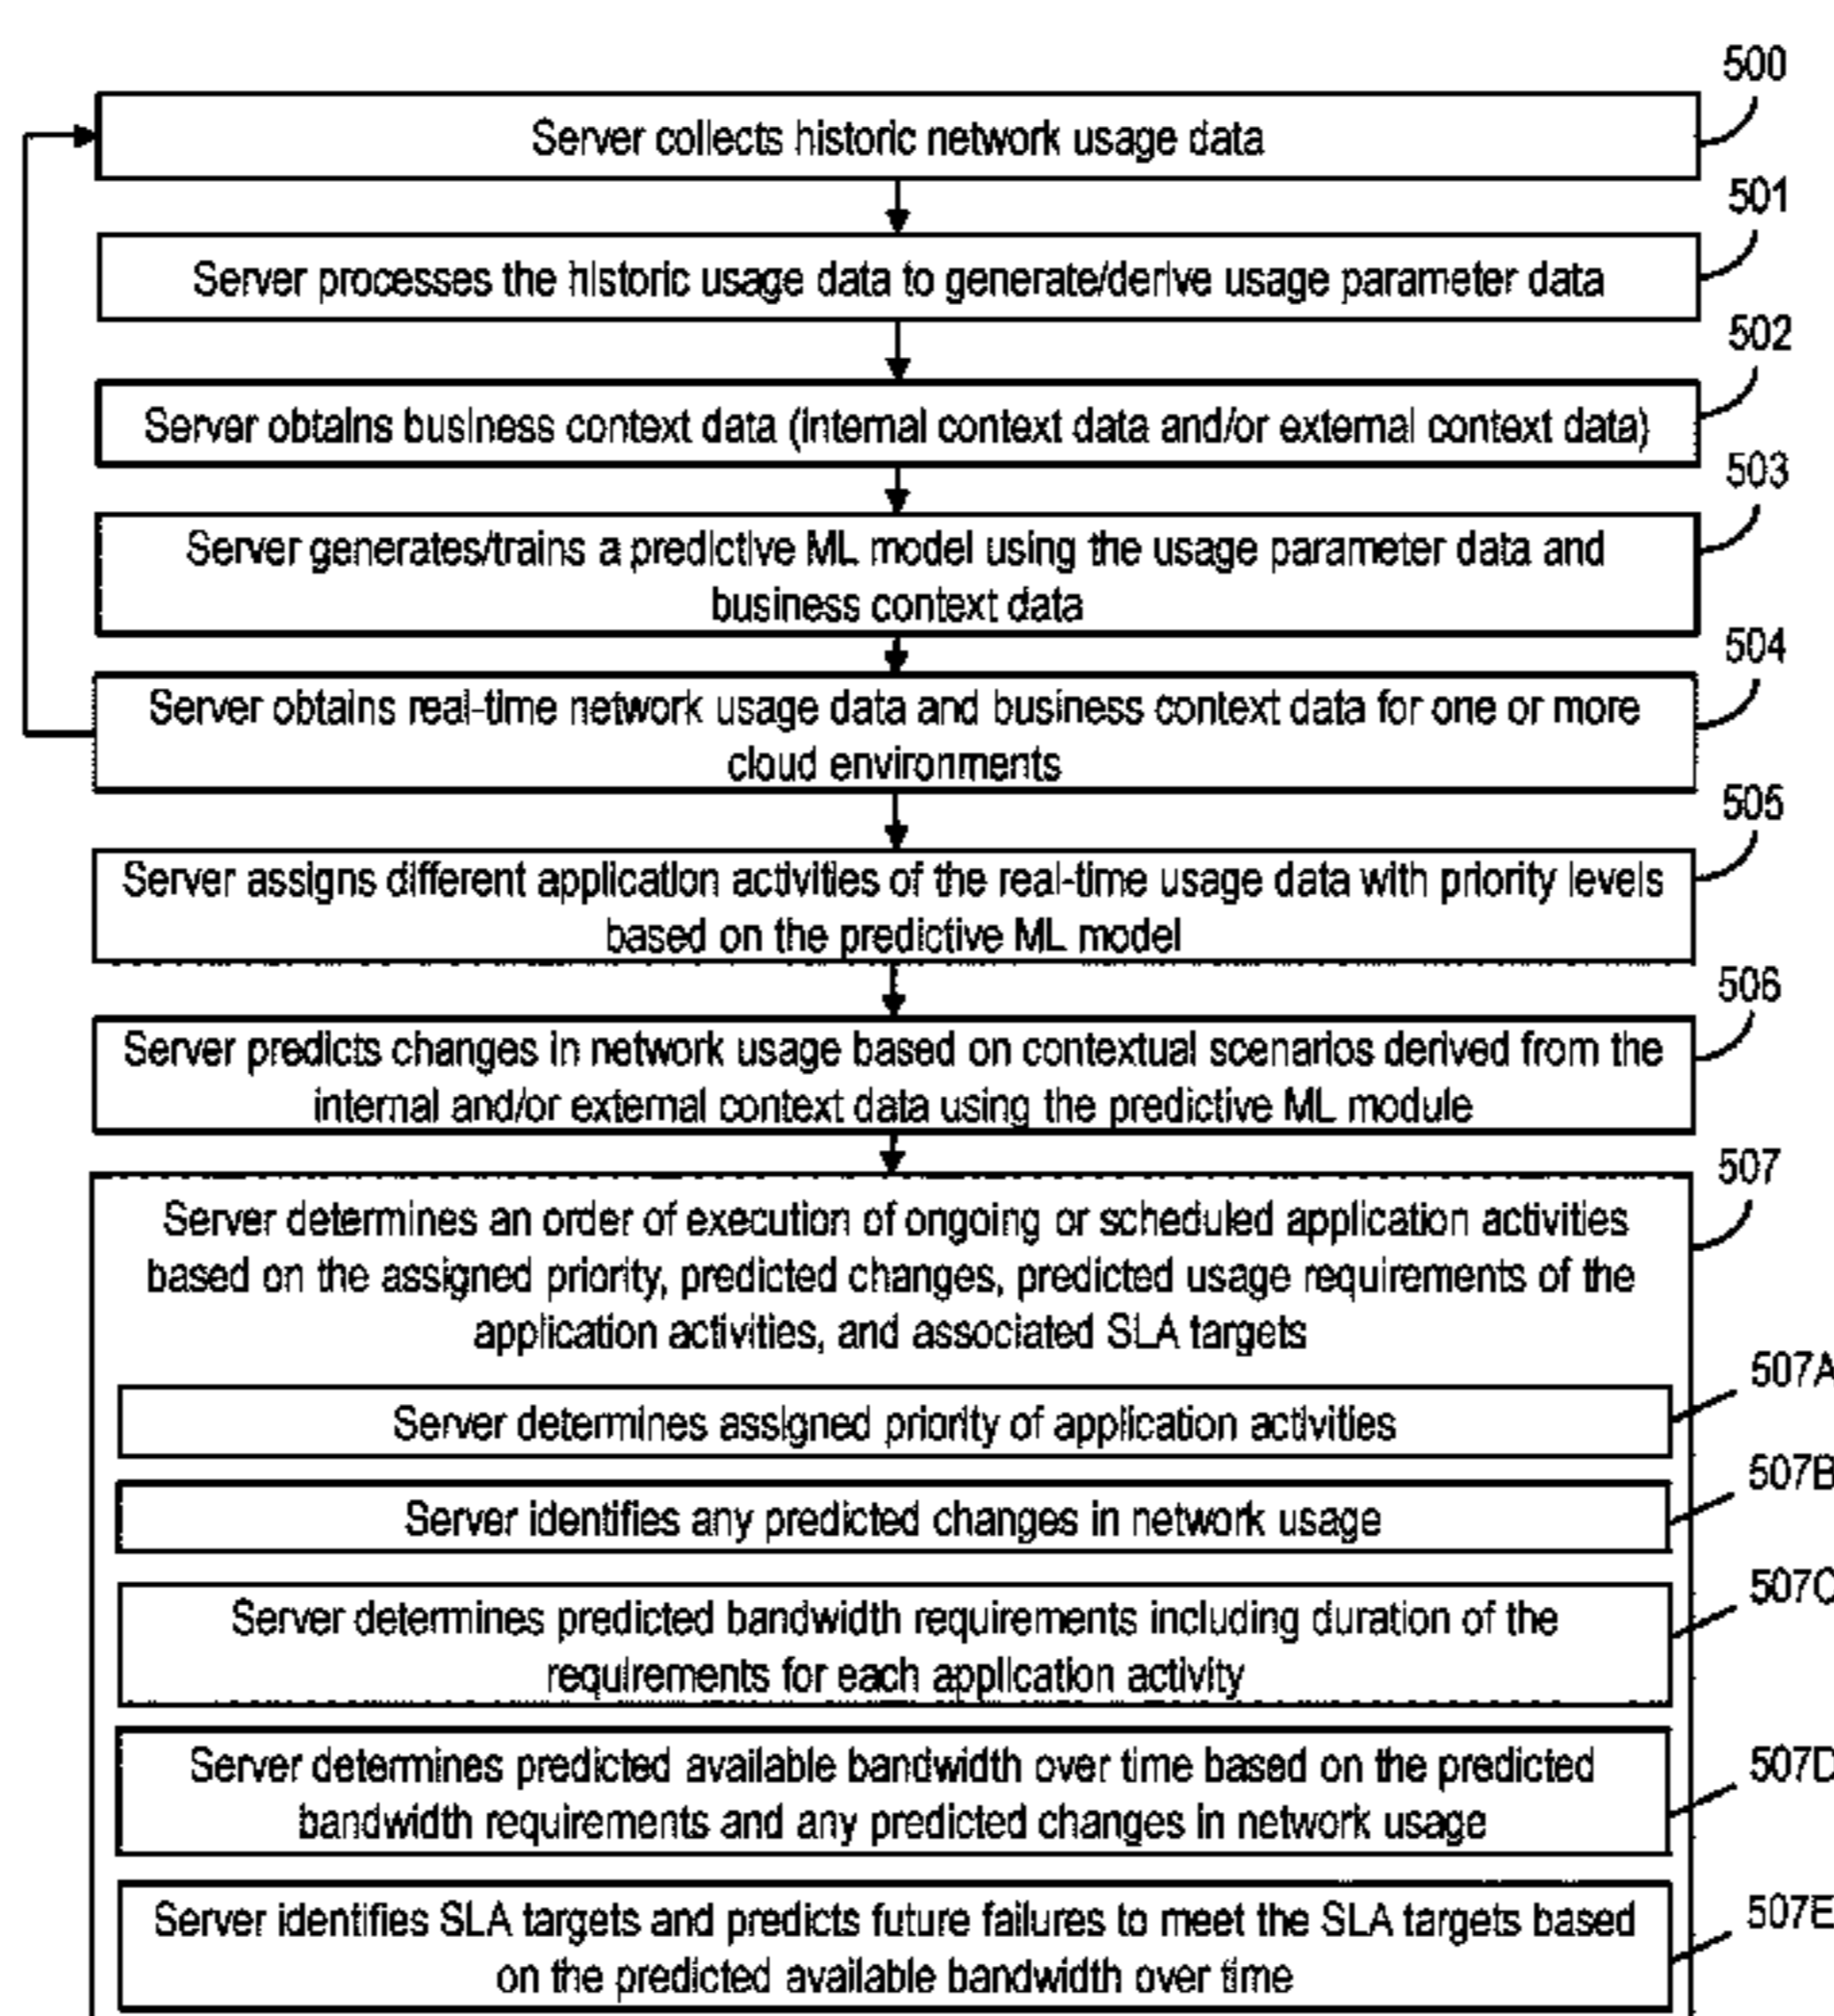 500
Server collects historic network usage data
501
Server processes the historic usage data to generate/derive usage parameter data
502
Server obtains business context data (internal context data and/or external context data)
503
Server generates/trains a predictive ML model using the usage parameter data and
business context data
504
Server obtains real-time network usage data and business context data for one or more
cloud environments
505
Server assigns different application activities of the real-time usage data with priority levels
based on the predictive ML model
506
Server predicts changes in network usage based on contextual scenarios derived from the
internal and/or external context data using the predictive ML module
507
Server determines an order of execution of ongoing or scheduled application activities
based on the assigned priority, predicted changes, predicted usage requirements of the
application activities, and associated SLA targets
507A
Server determines assigned priority of application activities
507B
Server identifies any predicted changes in network usage
507C
Server determines predicted bandwidth requirements including duration of the
requirements for each application activity
507D
Server determines predicted available bandwidth over time based on the predicted
bandwidth requirements and any predicted changes in network usage
507E
Server identifies SLA targets and predicts future failures to meet the SLA targets based
on the predicted available bandwidth over time